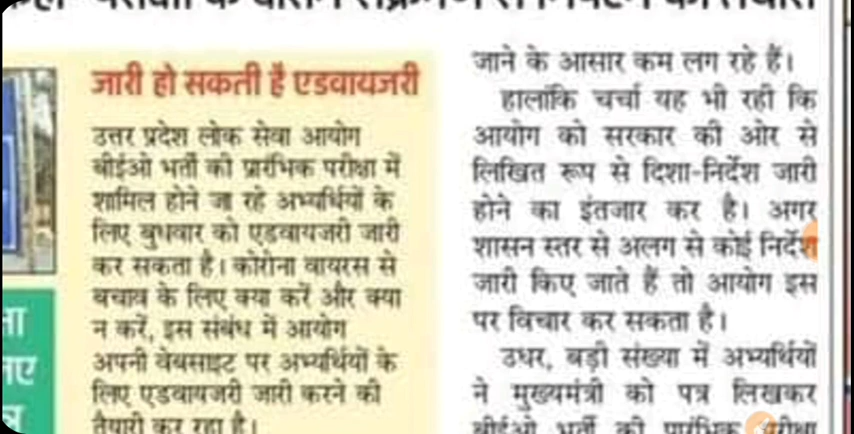 जारी हो सकती है एडवायजरी
उत्तर प्रदेश लोक सेवा आयोग
बीईओ भर्ती की प्रारंभिक परीक्षा में
शामिल होने जा रहे अभ्यर्थियों के
लिए बुधवार को एडवायजरी जारी
कर सकता है। कोरोना वायरस से
बचाव के लिए क्या करें और क्या
न करें, इस संबंध में आयोग
अपनी वेबसाइट पर अभ्यर्थियों के
लिए एडवायजरी जारी करने की
तैयारी कर रहा है।
जाने के आसार कम लग रहे हैं।
हालांकि चर्चा यह भी रही कि
आयोग को सरकार की ओर से
लिखित रूप से दिशा-निर्देश जारी
होने का इंतजार कर है। अगर
शासन स्तर से अलग से कोई निर्देश
जारी किए जाते हैं तो आयोग इस
पर विचार कर सकता है।
उधर, बड़ी संख्या में अभ्यर्थियों
ने मुख्यमंत्री को पत्र लिखकर
बीईओ भर्ती की प्रारंभिक परीक्षा